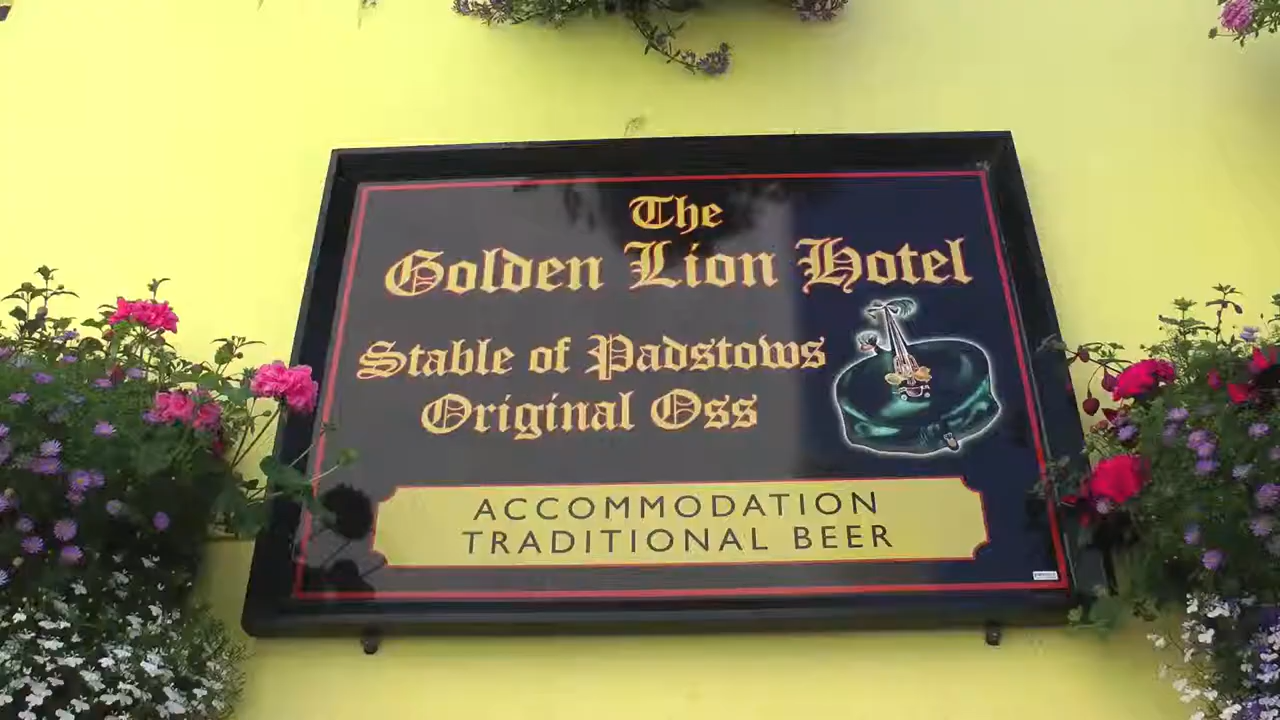 The
Golden Lion Hotel
Stable of Padstows
Original Oss
ACCOMMODATION
TRADITIONAL BEER